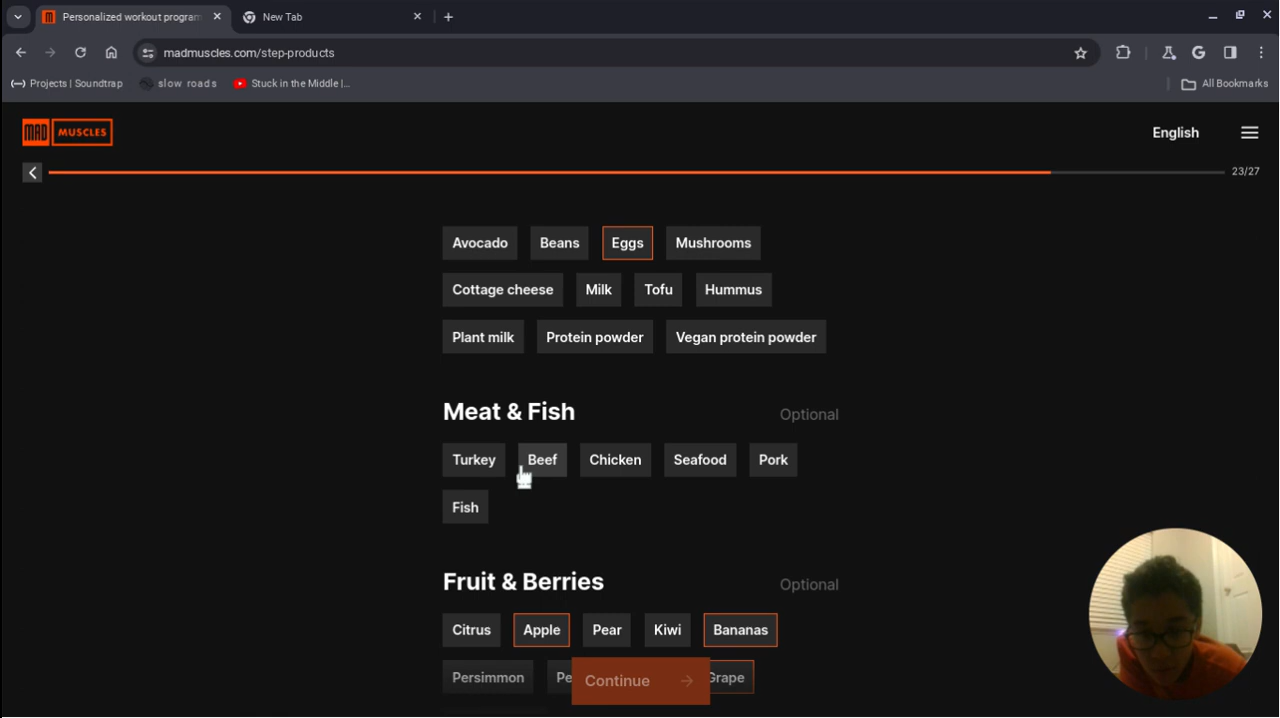 Personalized workout program
New Tab
madmuscles.com/step-products
Projects | Soundtrap
slow roads
Stuck in the Middle |...
All Bookmarks
MAD MUSCLES
English
23/27
Avocado Beans Eggs Mushrooms
Cottage cheese Milk Tofu Hummus
Plant milk Protein powder Vegan protein powder
Meat & Fish Optional
Turkey Beef Chicken Seafood Pork
Fish
Fruit & Berries Optional
Citrus Apple Pear Kiwi Bananas
Persimmon Pe Grape
Continue